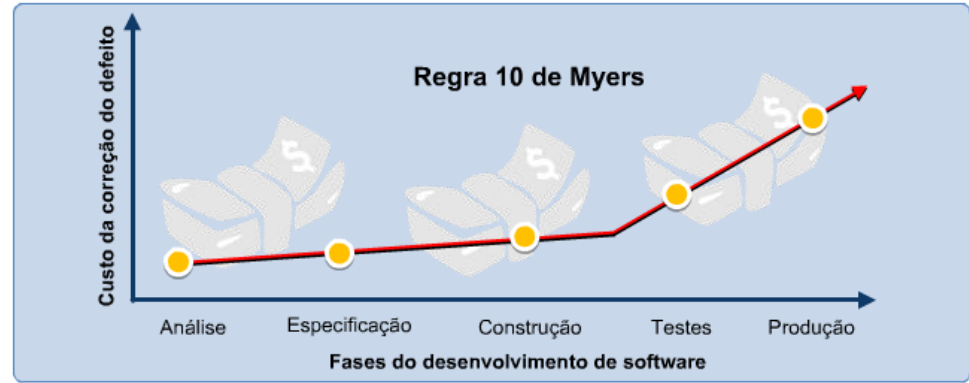 Regra 10 de Myers
Custo da correção do defeito
Análise
Especificação
Construção
Testes
Produção
Fases do desenvolvimento de software